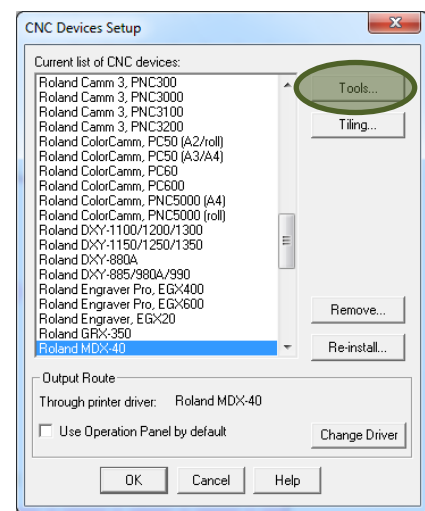 CNC Devices Setup
Current list of CNC devices:
Roland Camm 3, PNC300
Roland Camm 3, PNC3000
Roland Camm 3, PNC3100
Roland Camm 3, PNC3200
Roland ColorCamm, PC50 (A2/roll)
Roland ColorCamm, PC50 (A3/A4)
Roland ColorCamm, PC60
Roland ColorCamm, PC600
Roland ColorCamm, PNC5000 (A4)
Roland ColorCamm, PNC5000 (roll)
Roland DXY-1100/1200/1300
Roland DXY-1150/1250/1350
Roland DXY-880A
Roland DXY-885/980A/990
Roland Engraver Pro, EGX400
Roland Engraver Pro, EGX600
Roland Engraver, EGX20
Roland GRX-350
Roland MDX-40
Tools...
Tiling...
Remove...
Re-install...
Output Route
Through printer driver: Roland MDX-40
Use Operation Panel by default
Change Driver
OK Cancel Help